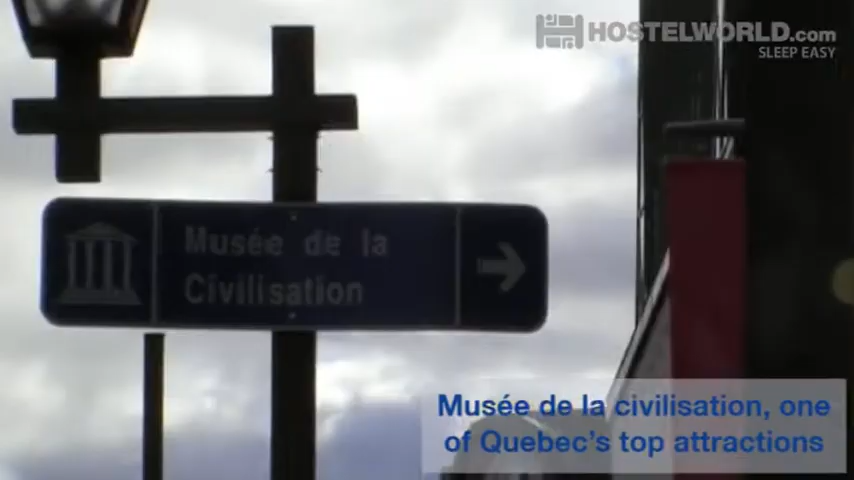 HOSTELWORLD.com
SLEEP EASY
Musée de la
Civilisation
Musée de la civilisation, one
of Quebec's top attractions